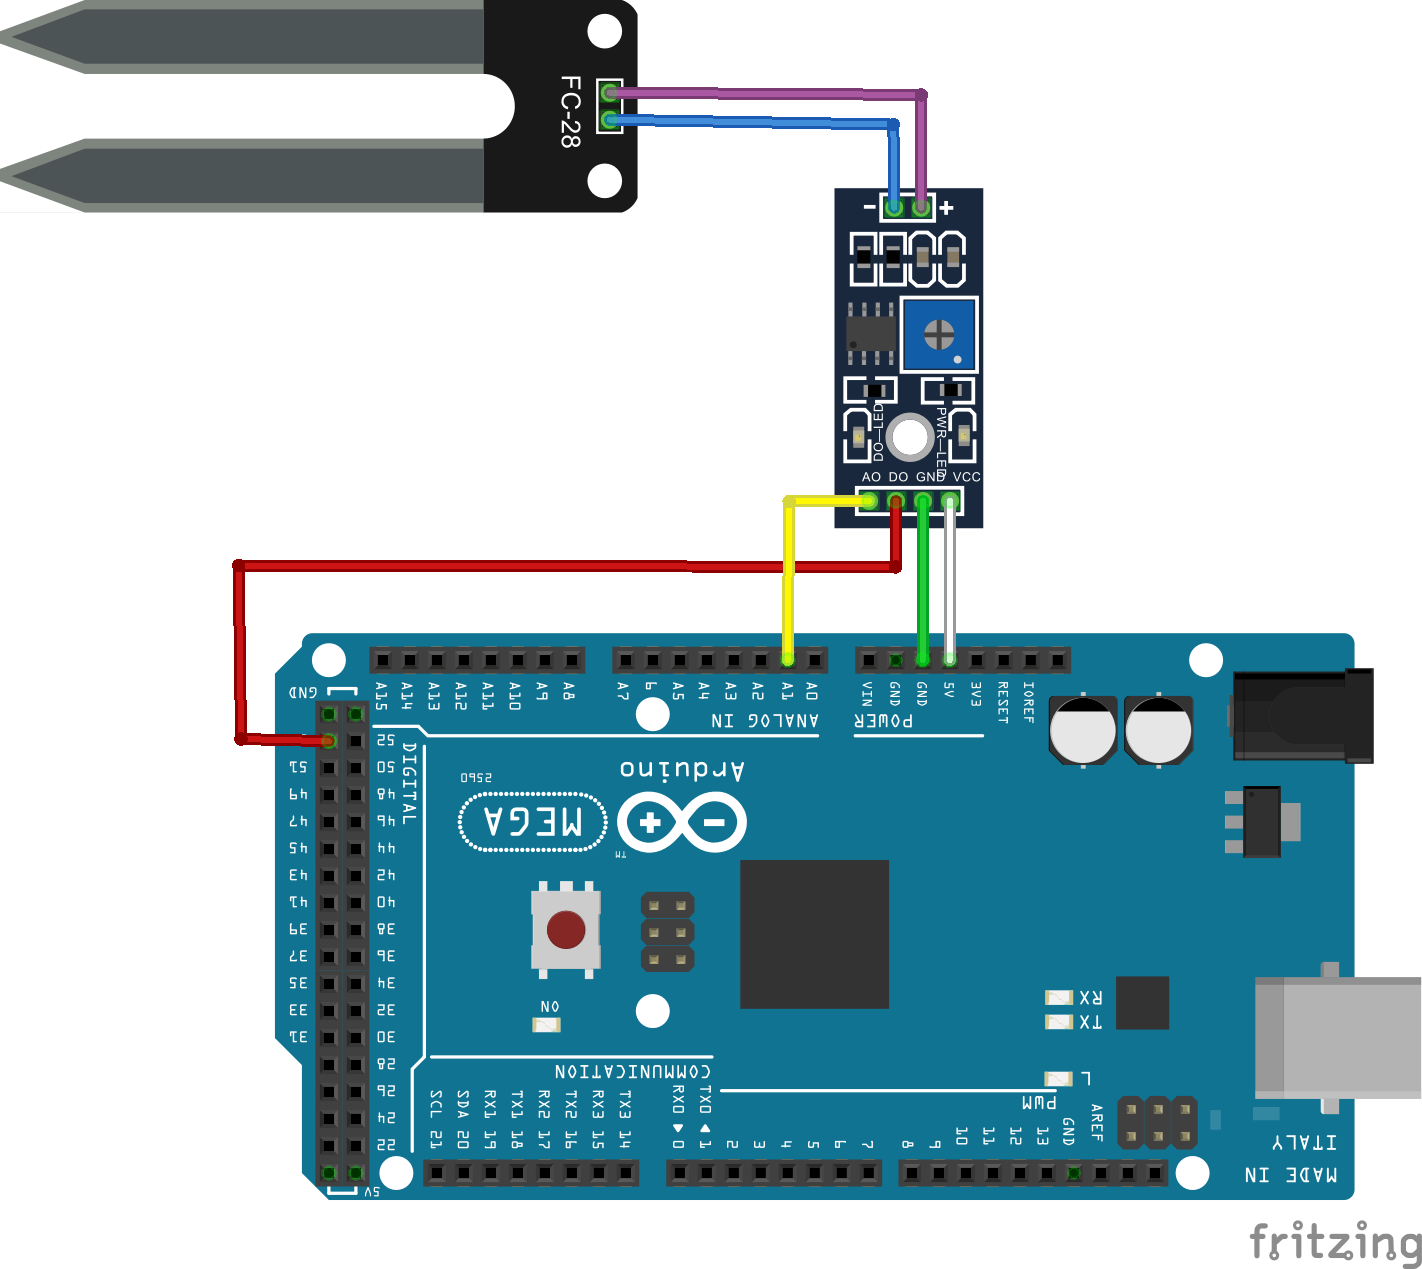 FC-28
- +
DO-LED
PWR-LED
AO DO GND VCC
GND
A15 A14 A13 A12 A11 A10 A9 A8
A7 6 A5 A4 A3 A2 A1 A0
VIN GND GND 5V 3V3 RESET IOREF
ANALOG IN
POWER
DIGITAL
52
51 50
49 48
47 46
45 44
43 42
41 40
39 38
37 36
35 34
33 32
31 30
28
26
24
22
5V
Arduino
2560
MEGA
+ -
TM
ON
RX
TX
L
COMMUNICATION
PWM
SCL 21
SDA 20
RX1 19
TX1 18
RX2 17
TX2 16
RX3 15
TX3 14
RX0 ▶ 0
TX0 ◀ 1
2 3 4 5 6 7
8 9 10 11 12 13 GND AREF
MADE IN
ITALY
fritzing